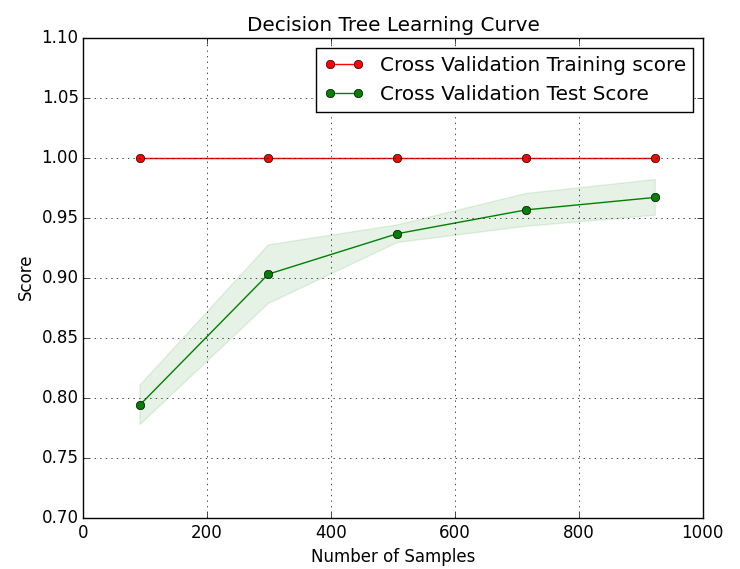 Decision Tree Learning Curve
Cross Validation Training score
Cross Validation Test Score
1.10
1.05
1.00
0.95
0.90
0.85
0.80
0.75
0.70
Score
0 200 400 600 800 1000
Number of Samples